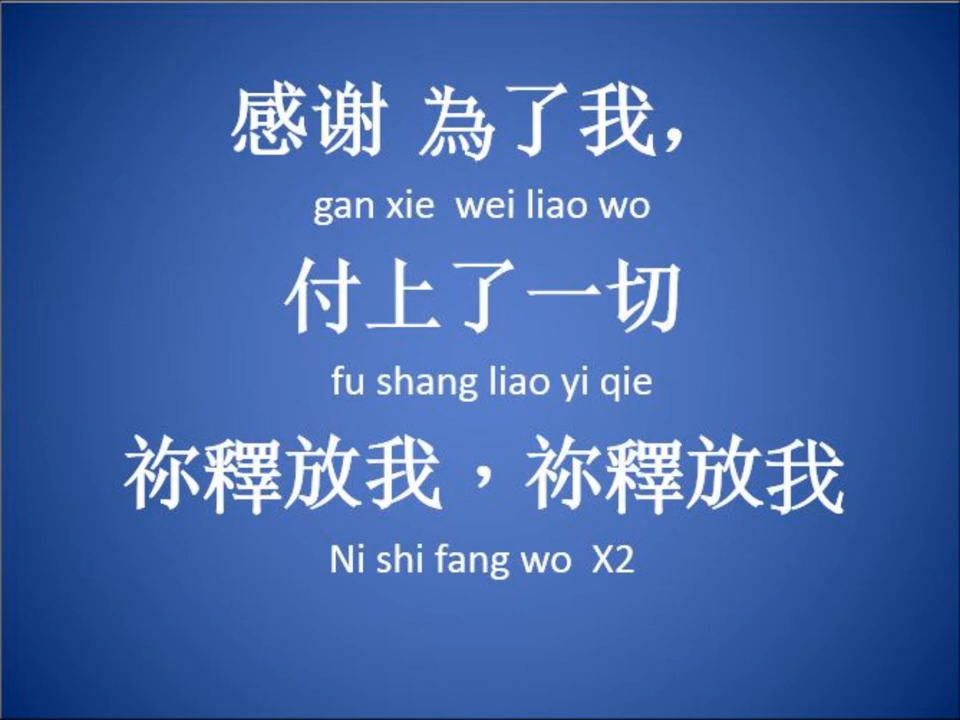 感谢 為了我，
gan xie  wei liao wo
付上了一切
fu shang liao yi qie
祢釋放我，祢釋放我
Ni shi fang wo  X2